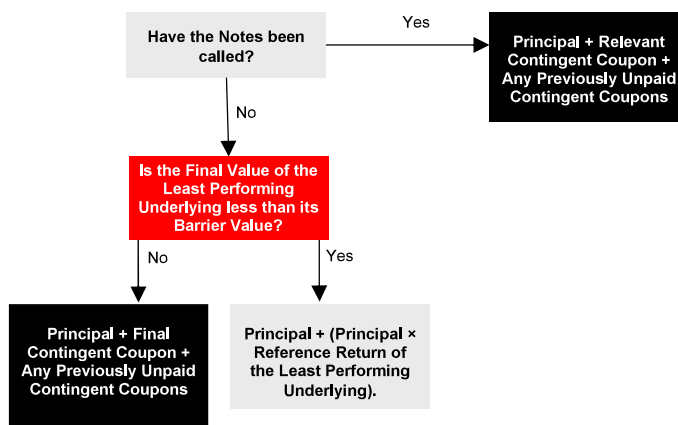 Have the Notes been
called?
Yes
Principal + Relevant
Contingent Coupon +
Any Previously Unpaid
Contingent Coupons
No
Is the Final Value of the
Least Performing
Underlying less than its
Barrier Value?
No
Yes
Principal + Final
Contingent Coupon +
Any Previously Unpaid
Contingent Coupons
Principal + (Principal ×
Reference Return of
the Least Performing
Underlying).